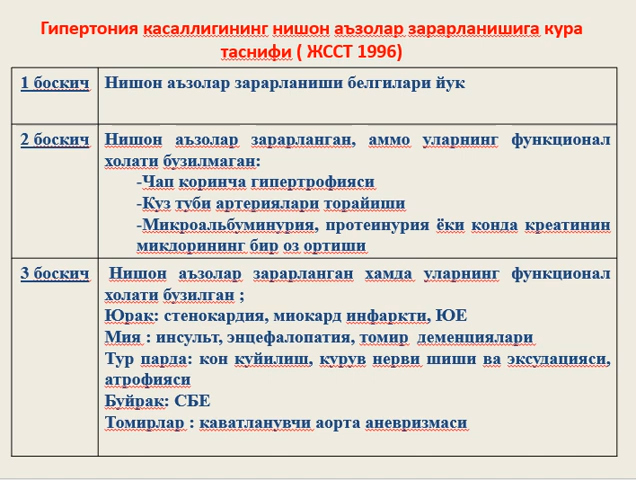 Гипертония касаллигининг нишон аъзолар зарарланишига кура
таснифи ( ЖССТ 1996)
1 боскич
Нишон аъзолар зарарланиши белгилари йук
2 боскич
Нишон аъзолар зарарланган, аммо уларнинг функционал
холати бузилмаган:
-Чап коринча гипертрофияси
-Куз туби артериялари торайиши
-Микроальбуминурия, протеинурия ёки конда креатинин
микдорининг бир оз ортиши
3 боскич
Нишон аъзолар зарарланган хамда уларнинг функционал
холати бузилган ;
Юрак: стенокардия, миокард инфаркти, ЮЕ
Мия : инсульт, энцефалопатия, томир деменциялари
Тур парда: кон куйилиш, курув нерви шиши ва эксудацияси,
атрофияси
Буйрак: СБЕ
Томирлар : каватланувчи аорта аневризмаси